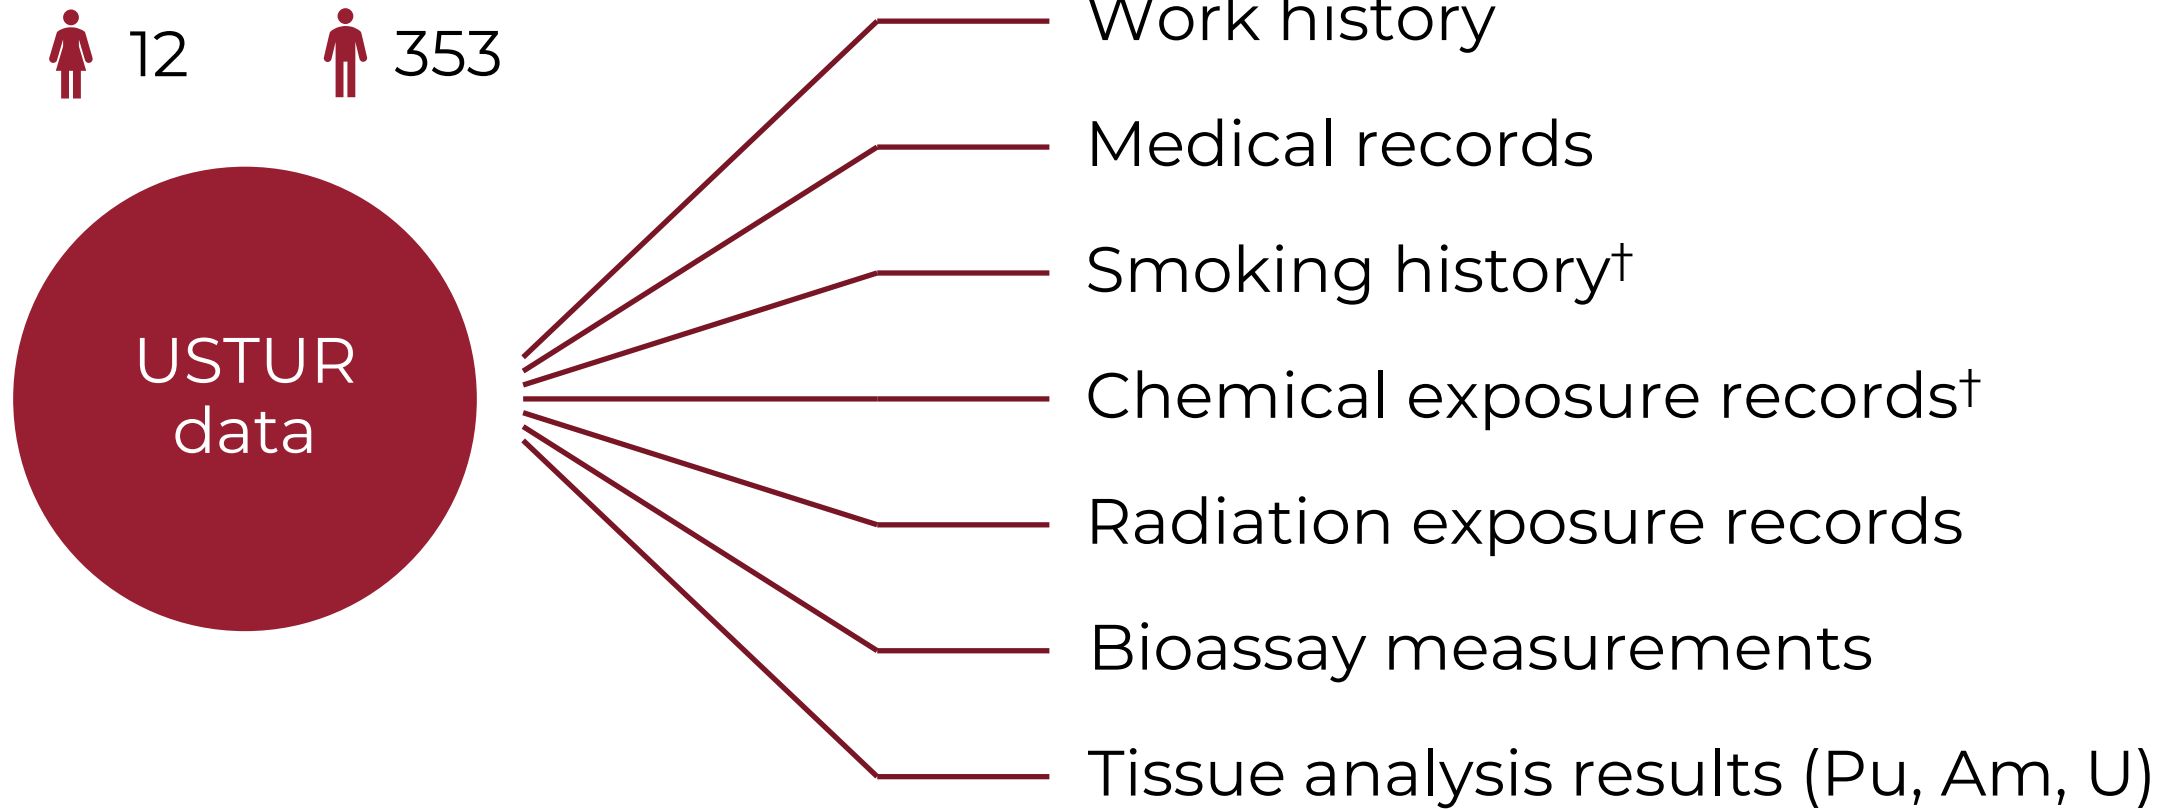 12
353
Work history
Medical records
Smoking history†
Chemical exposure records†
Radiation exposure records
Bioassay measurements
Tissue analysis results (Pu, Am, U)
USTUR
data